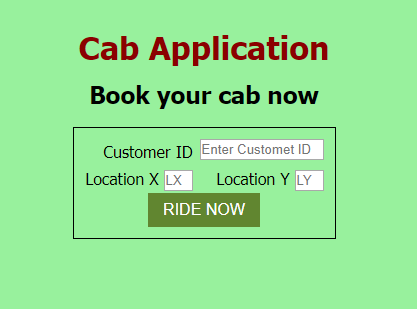 Cab Application
Book your cab now
Customer ID Enter Customet ID
Location X LX Location Y LY
RIDE NOW